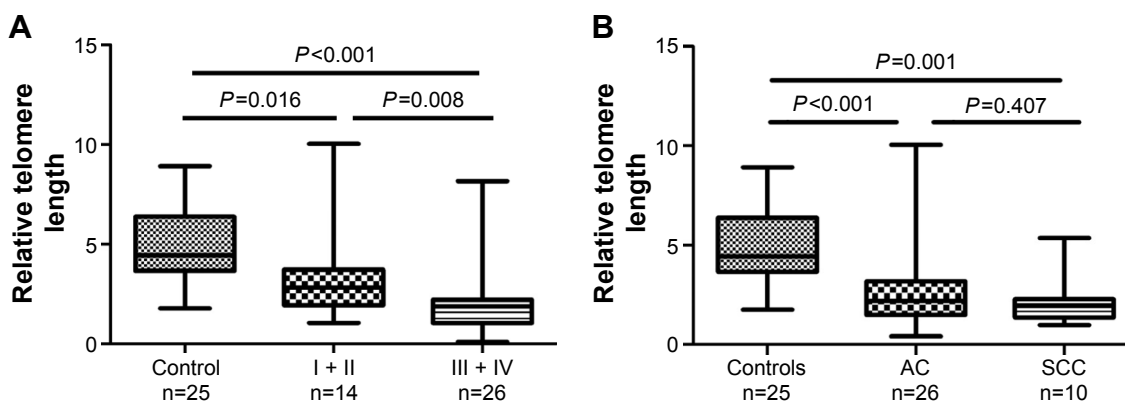 A
Relative telomere
length
15
10
5
0
P<0.001
P=0.016
P=0.008
Control
n=25
I + II
n=14
III + IV
n=26
B
Relative telomere
length
15
10
5
0
P=0.001
P<0.001
P=0.407
Controls
n=25
AC
n=26
SCC
n=10